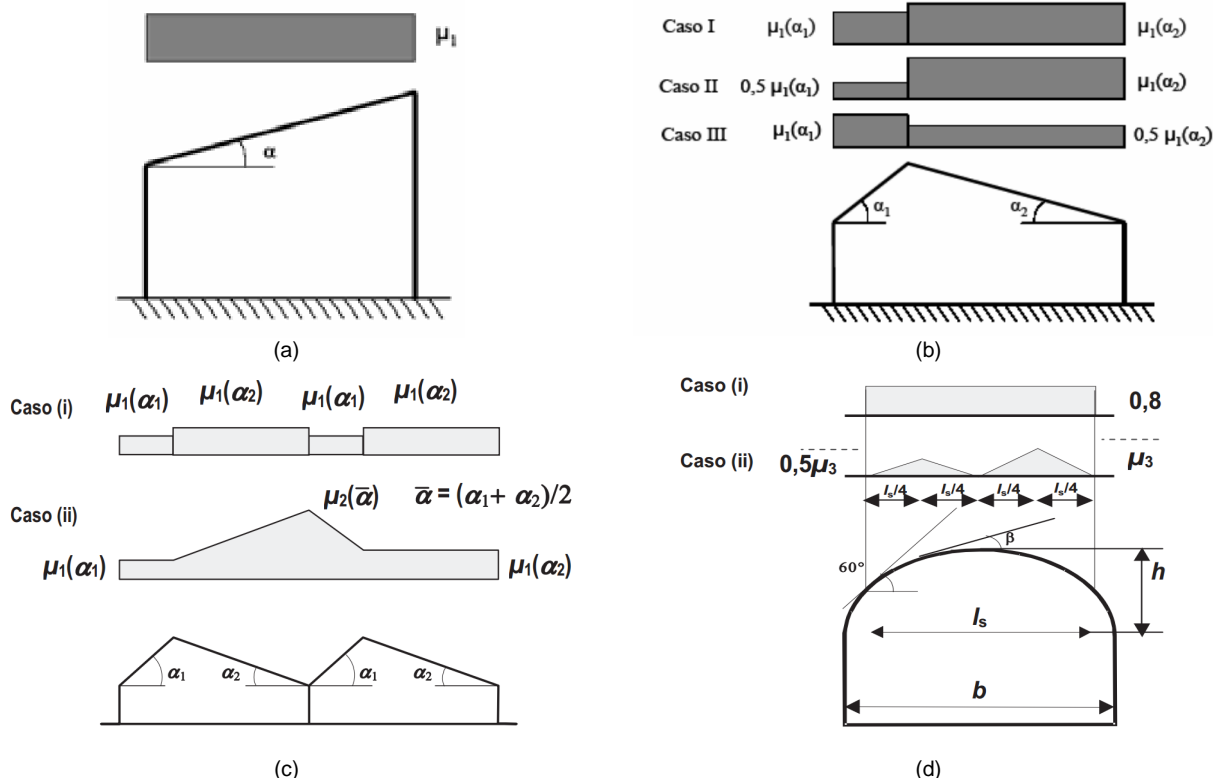 μ₁
α
(a)
Caso I μ₁(α₁) μ₁(α₂)
Caso II 0,5 μ₁(α₁) μ₁(α₂)
Caso III μ₁(α₁) 0,5 μ₁(α₂)
α₁ α₂
(b)
Caso (i) μ₁(α₁) μ₁(α₂) μ₁(α₁) μ₁(α₂)
μ₂(α̅) α̅ = (α₁+ α₂)/2
Caso (ii)
μ₁(α₁) μ₁(α₂)
α₁ α₂ α₁ α₂
(c)
Caso (i) 0,8
Caso (ii) 0,5μ₃ μ₃
lₛ/4 lₛ/4 lₛ/4 lₛ/4
β
60° h
lₛ
b
(d)